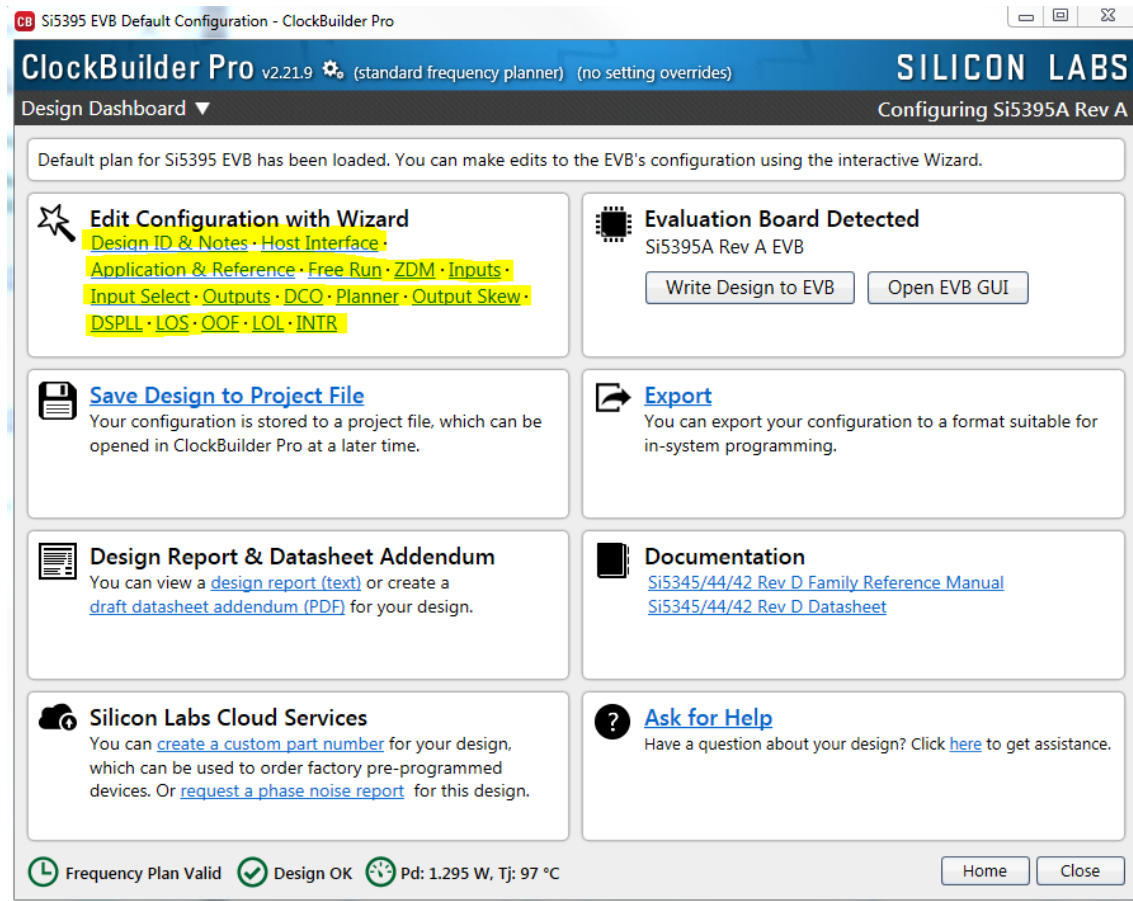 CB Si5395 EVB Default Configuration - ClockBuilder Pro
ClockBuilder Pro v2.21.9 (standard frequency planner) (no setting overrides) SILICON LABS
Design Dashboard ▼ Configuring Si5395A Rev A
Default plan for Si5395 EVB has been loaded. You can make edits to the EVB's configuration using the interactive Wizard.
Edit Configuration with Wizard
Design ID & Notes · Host Interface ·
Application & Reference · Free Run · ZDM · Inputs ·
Input Select · Outputs · DCO · Planner · Output Skew ·
DSPLL · LOS · OOF · LOL · INTR
Evaluation Board Detected
Si5395A Rev A EVB
Write Design to EVB Open EVB GUI
Save Design to Project File
Your configuration is stored to a project file, which can be
opened in ClockBuilder Pro at a later time.
Export
You can export your configuration to a format suitable for
in-system programming.
Design Report & Datasheet Addendum
You can view a design report (text) or create a
draft datasheet addendum (PDF) for your design.
Documentation
Si5345/44/42 Rev D Family Reference Manual
Si5345/44/42 Rev D Datasheet
Silicon Labs Cloud Services
You can create a custom part number for your design,
which can be used to order factory pre-programmed
devices. Or request a phase noise report for this design.
? Ask for Help
Have a question about your design? Click here to get assistance.
Frequency Plan Valid Design OK Pd: 1.295 W, Tj: 97 °C Home Close